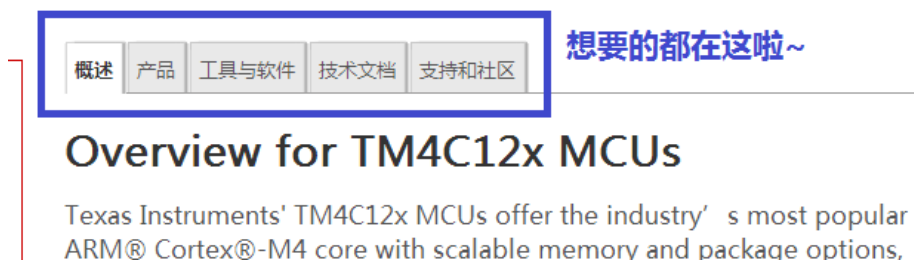 想要的都在这啦~
概述 产品 工具与软件 技术文档 支持和社区
Overview for TM4C12x MCUs
Texas Instruments' TM4C12x MCUs offer the industry’s most popular
ARM® Cortex®-M4 core with scalable memory and package options,